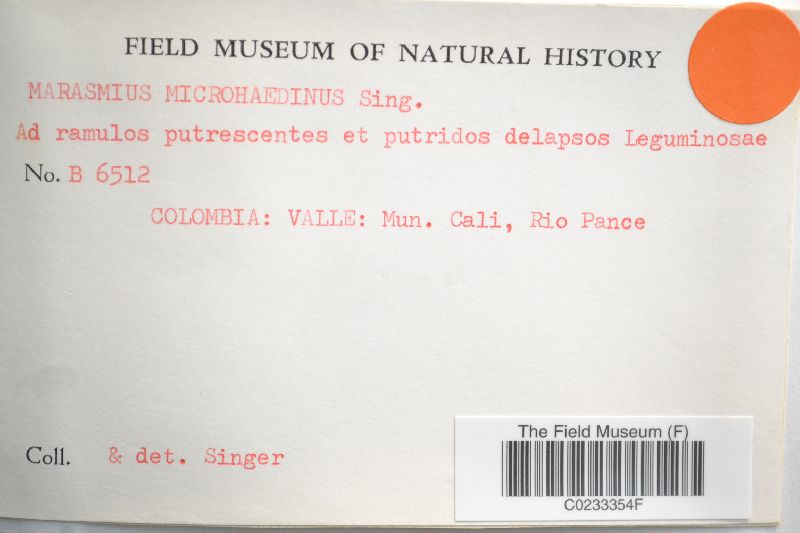 FIELD MUSEUM OF NATURAL HISTORY
MARASMIUS MICROHAEDINUS Sing.
Ad ramulos putrescentes et putridos delapsos Leguminosae
No. B 6512
COLOMBIA: VALLE: Mun. Cali, Rio Pance
Coll. & det. Singer
The Field Museum (F)
C0233354F